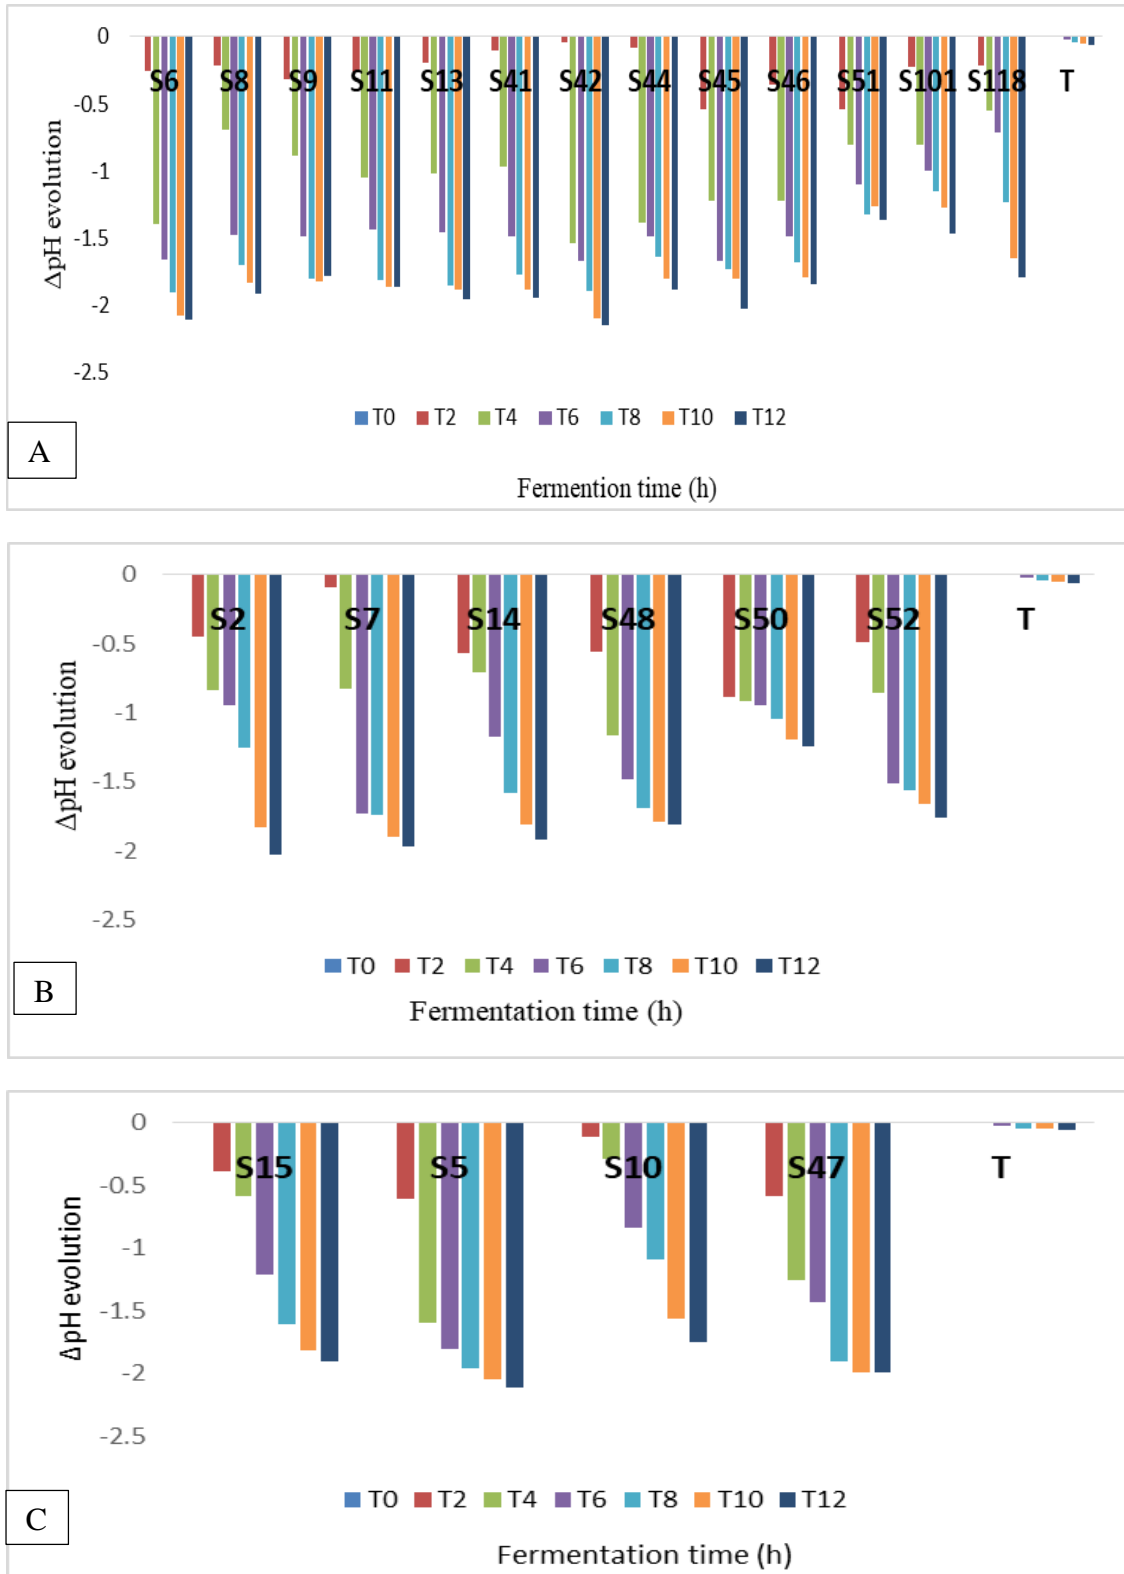 0
S6 S8 S9 S11 S13 S41 S42 S44 S45 S46 S51 S101 S118 T
-0.5
-1
-1.5
-2
-2.5
ΔpH evolution
T0 T2 T4 T6 T8 T10 T12
A
Fermention time (h)
0
S2 S7 S14 S48 S50 S52 T
-0.5
-1
-1.5
-2
-2.5
ΔpH evolution
T0 T2 T4 T6 T8 T10 T12
B
Fermentation time (h)
0
S15 S5 S10 S47 T
-0.5
-1
-1.5
-2
-2.5
ΔpH evolution
T0 T2 T4 T6 T8 T10 T12
C
Fermentation time (h)